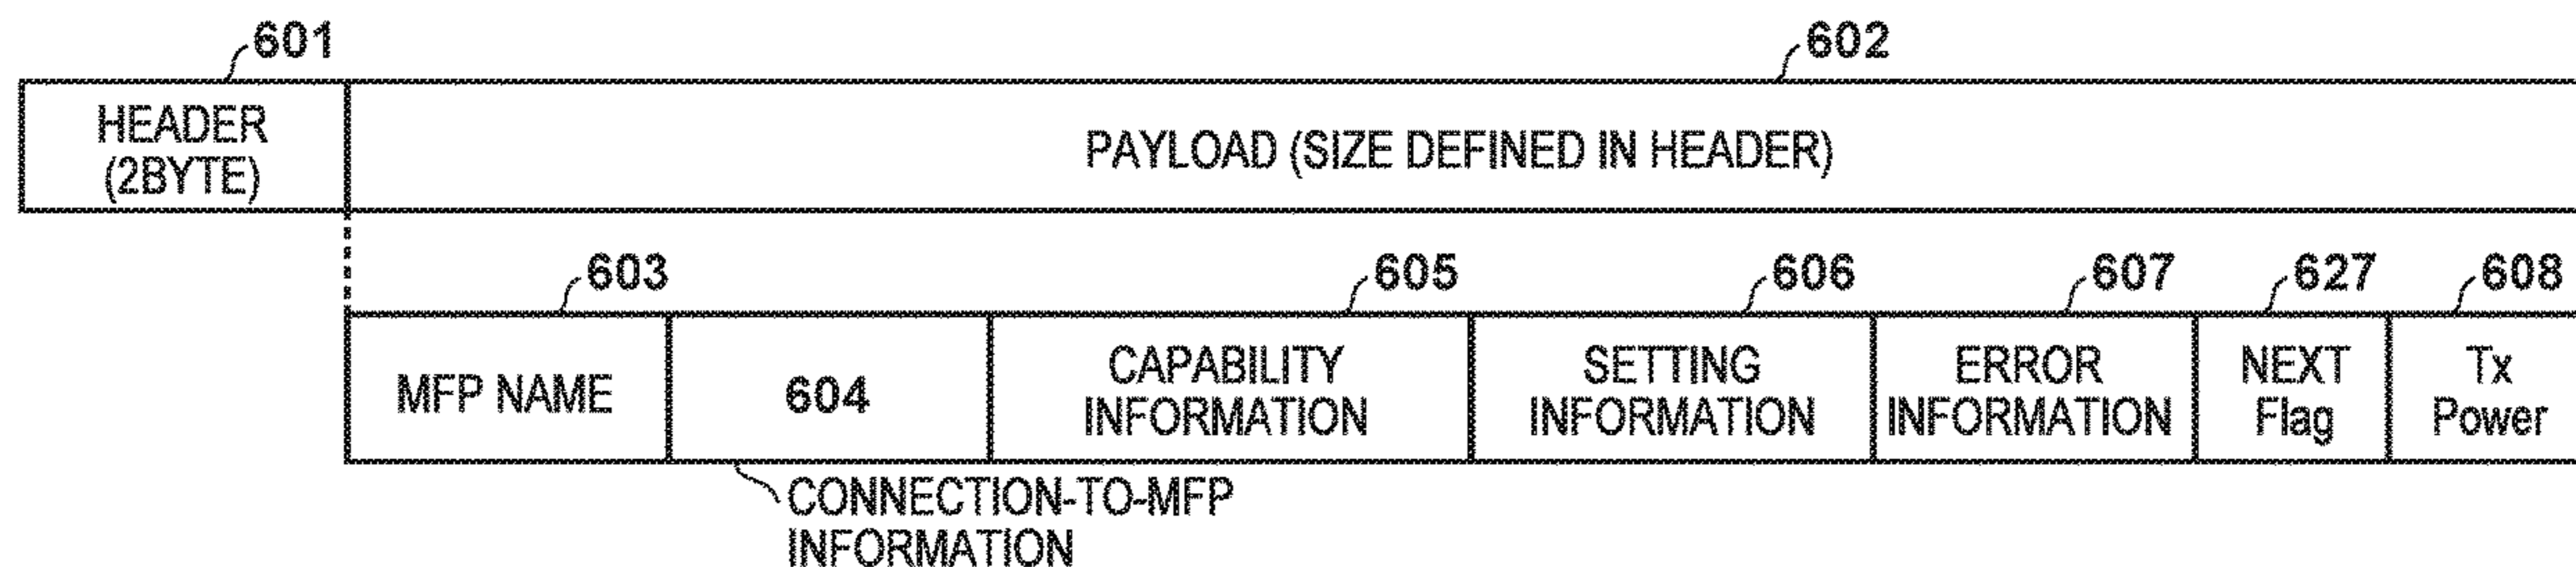 601
602
HEADER
(2BYTE)
PAYLOAD (SIZE DEFINED IN HEADER)
603
605
606
607
627
608
MFP NAME
604
CAPABILITY
INFORMATION
SETTING
INFORMATION
ERROR
INFORMATION
NEXT
Flag
Tx
Power
CONNECTION-TO-MFP
INFORMATION